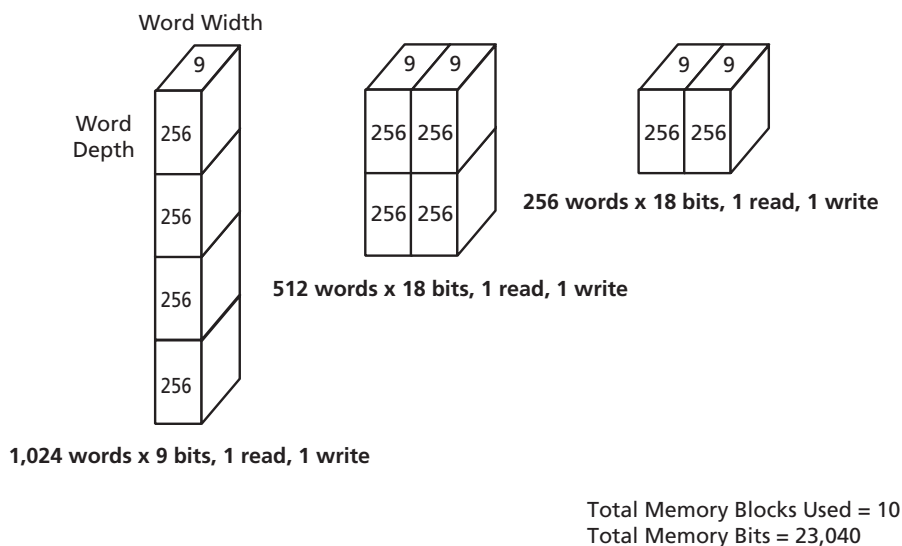 Word Width
9
Word
Depth
256
256
256
256
1,024 words x 9 bits, 1 read, 1 write
9 9
256 256
256 256
512 words x 18 bits, 1 read, 1 write
9 9
256 256
256 words x 18 bits, 1 read, 1 write
Total Memory Blocks Used = 10
Total Memory Bits = 23,040